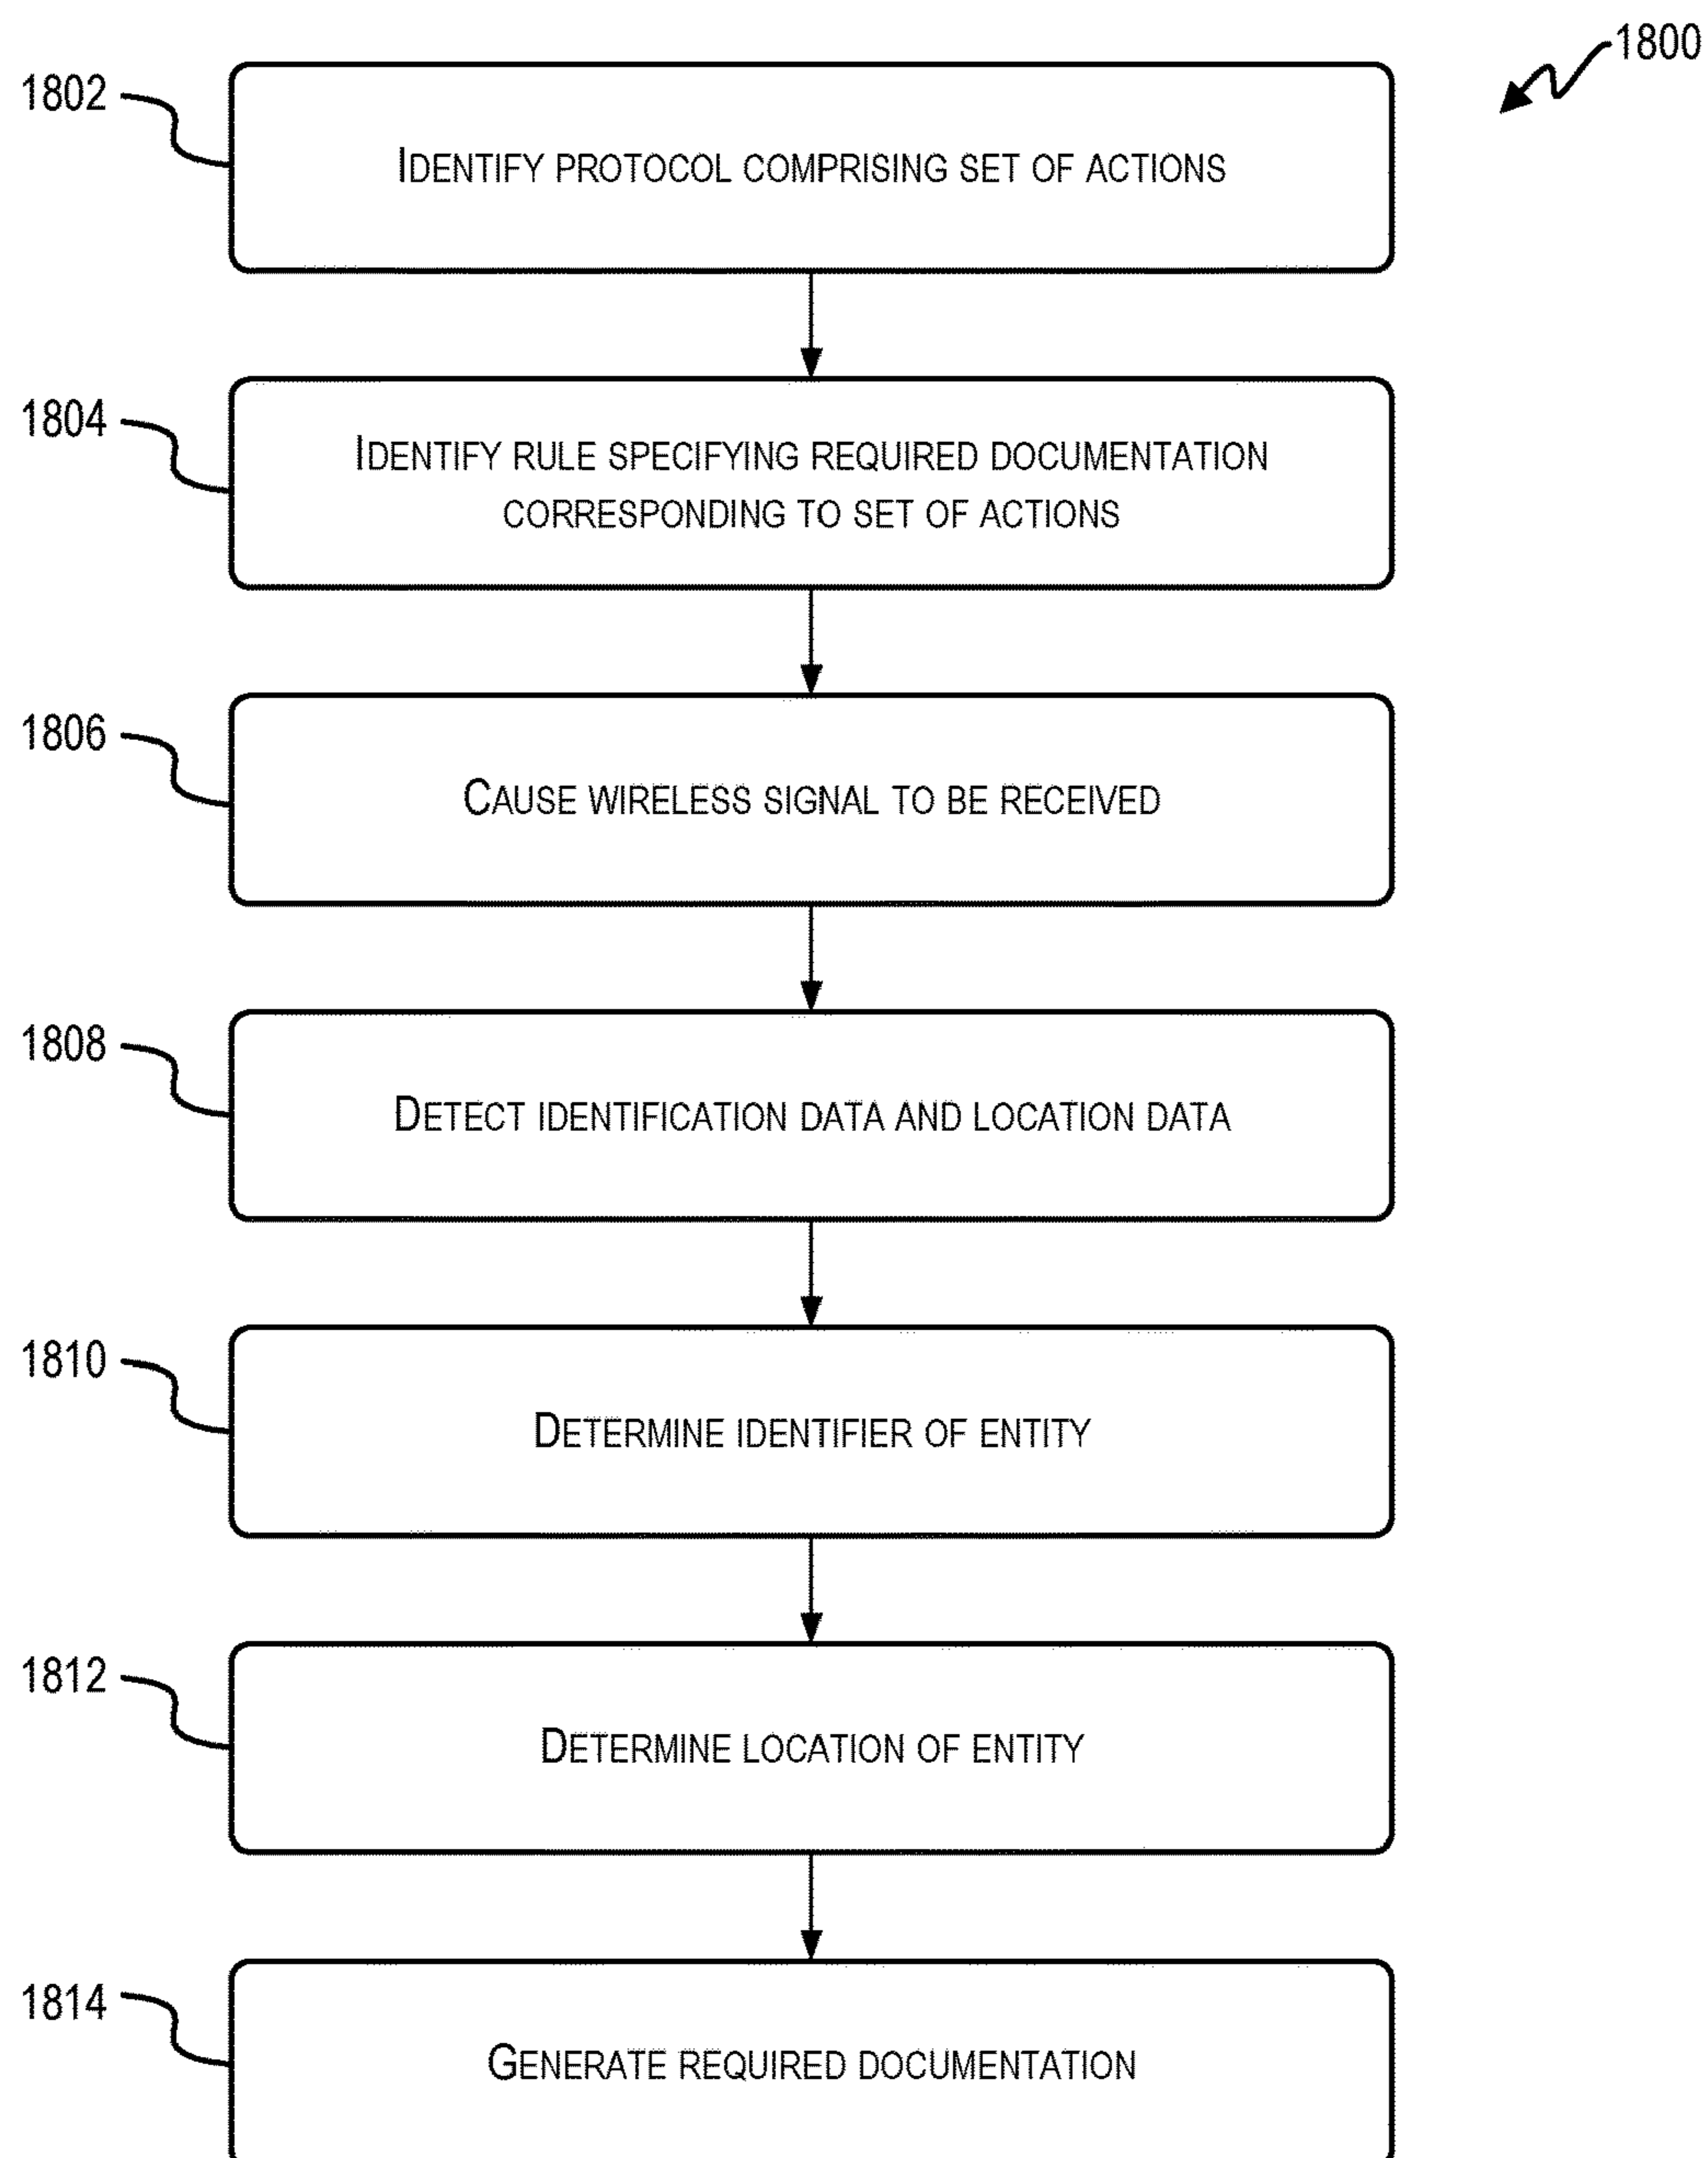 1800
1802
IDENTIFY PROTOCOL COMPRISING SET OF ACTIONS
1804
IDENTIFY RULE SPECIFYING REQUIRED DOCUMENTATION
CORRESPONDING TO SET OF ACTIONS
1806
CAUSE WIRELESS SIGNAL TO BE RECEIVED
1808
DETECT IDENTIFICATION DATA AND LOCATION DATA
1810
DETERMINE IDENTIFIER OF ENTITY
1812
DETERMINE LOCATION OF ENTITY
1814
GENERATE REQUIRED DOCUMENTATION